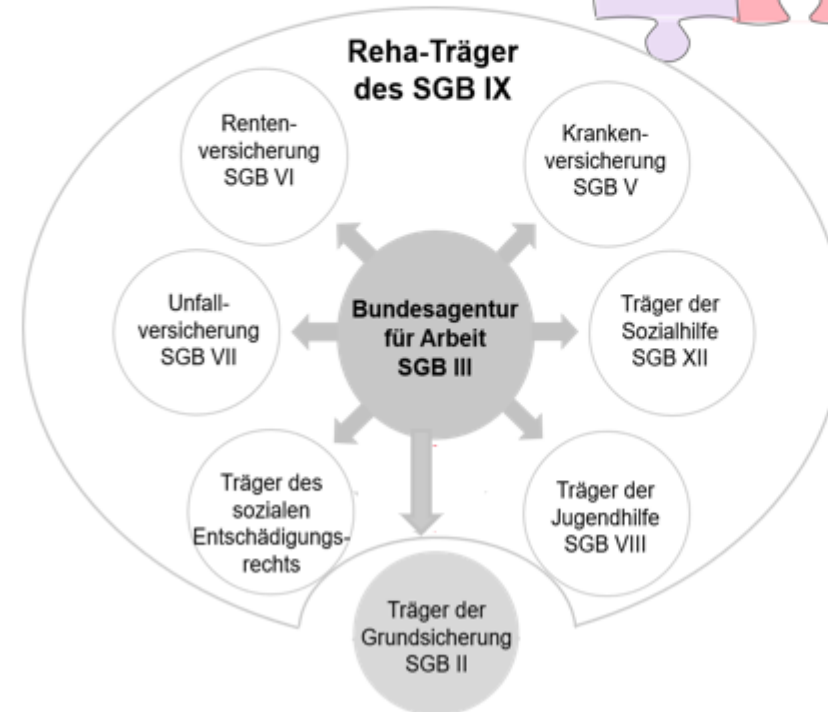 Reha-Träger
des SGB IX
Renten-
versicherung
SGB VI
Kranken-
versicherung
SGB V
Unfall-
versicherung
SGB VII
Bundesagentur
für Arbeit
SGB III
Träger der
Sozialhilfe
SGB XII
Träger des
sozialen
Entschädigungs-
rechts
Träger der
Jugendhilfe
SGB VIII
Träger der
Grundsicherung
SGB II